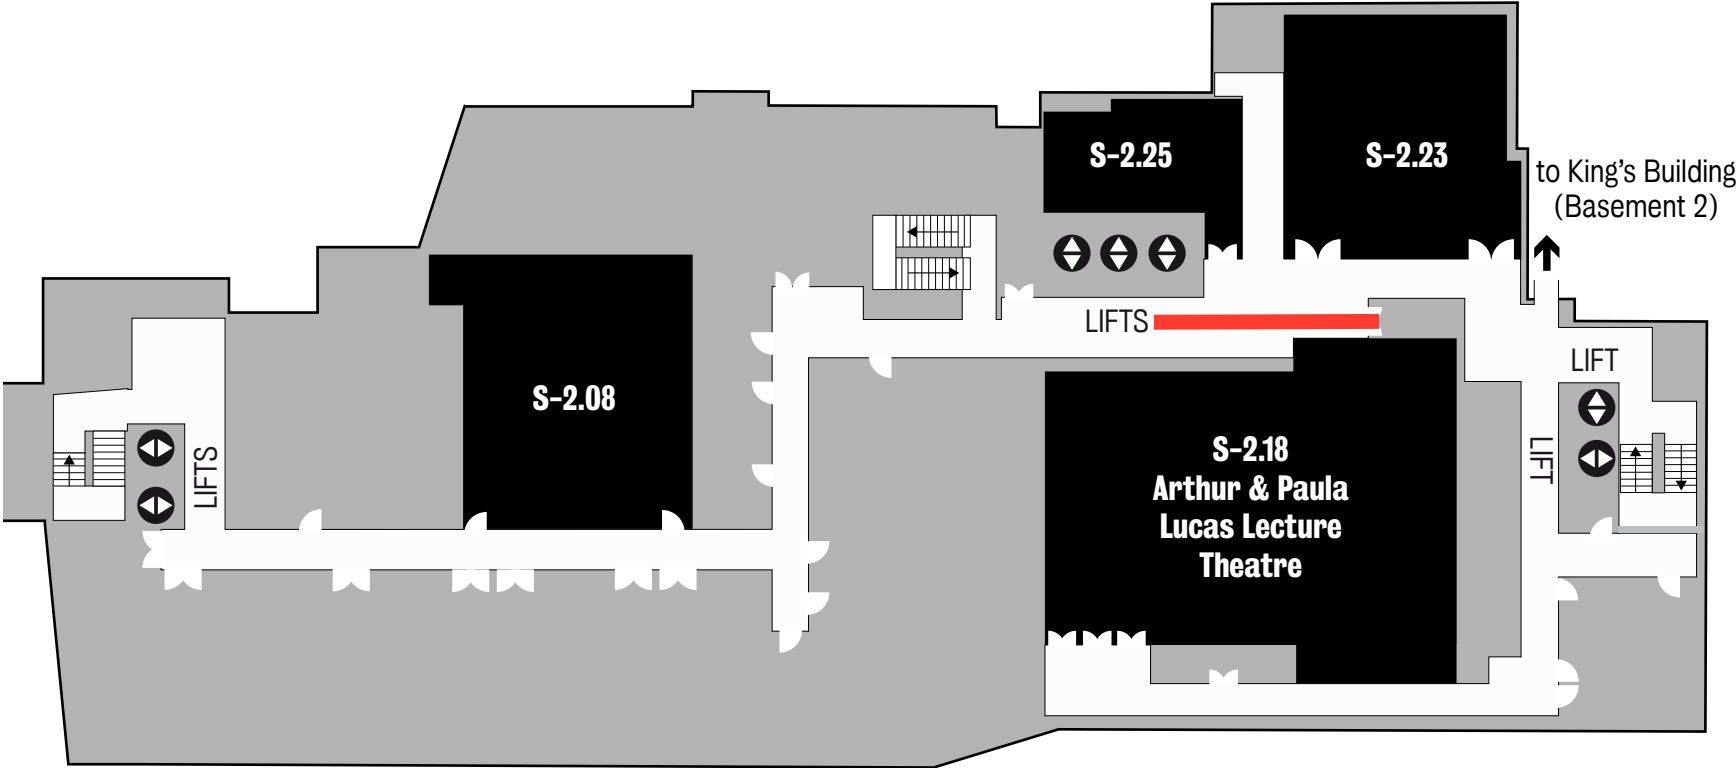 S-2.25
S-2.23
to King's Building
(Basement 2)
LIFTS
LIFT
S-2.08
LIFTS
LIFT
S-2.18
Arthur & Paula
Lucas Lecture
Theatre